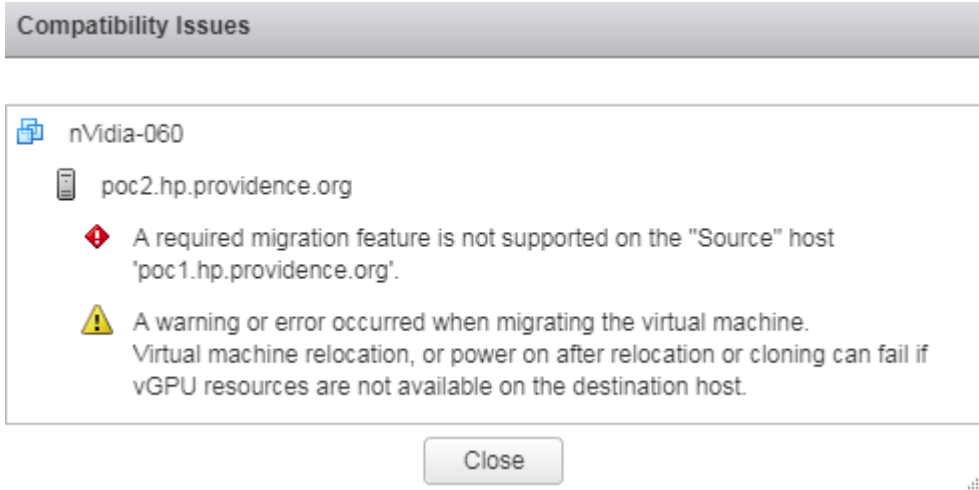 Compatibility Issues
nVidia-060
poc2.hp.providence.org
A required migration feature is not supported on the "Source" host
'poc1.hp.providence.org'.
A warning or error occurred when migrating the virtual machine.
Virtual machine relocation, or power on after relocation or cloning can fail if
vGPU resources are not available on the destination host.
Close